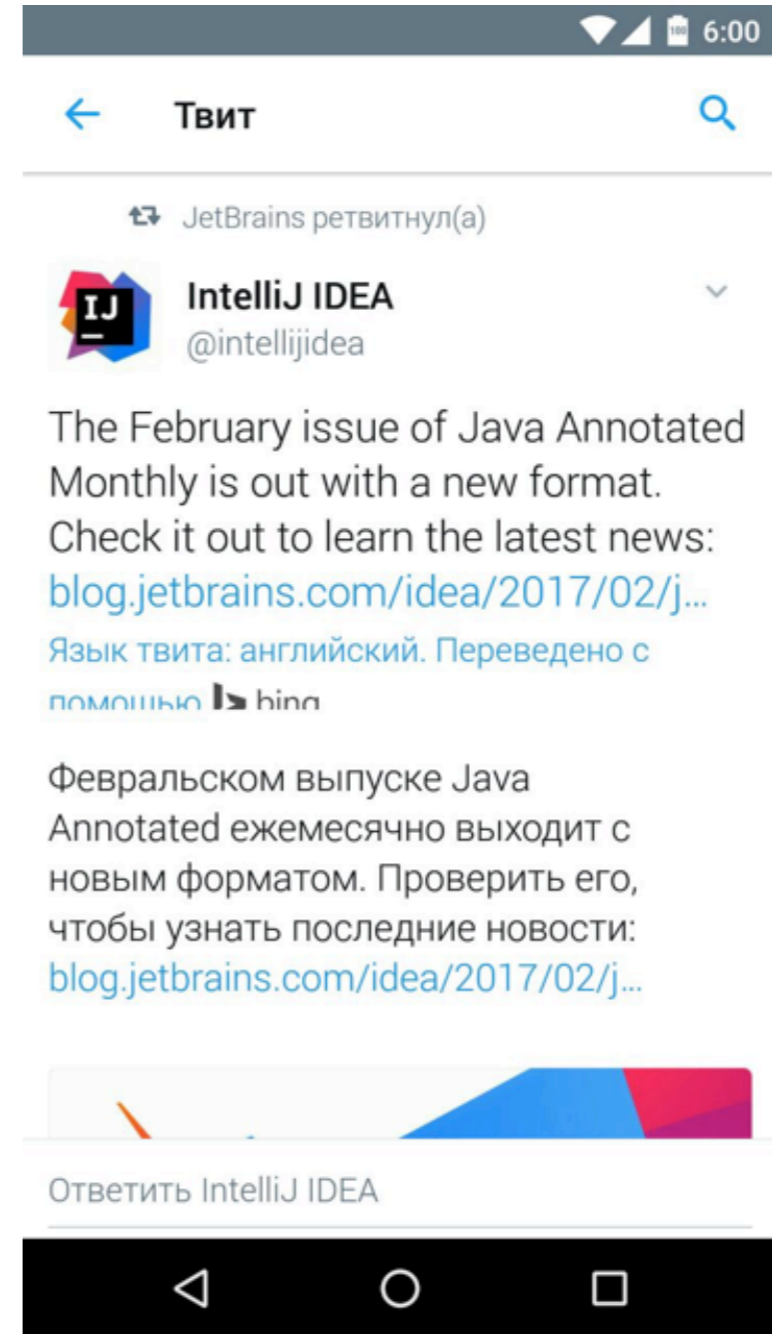 100 6:00
Твит
JetBrains ретвитнул(а)
IJ
IntelliJ IDEA
@intellijidea
The February issue of Java Annotated
Monthly is out with a new format.
Check it out to learn the latest news:
blog.jetbrains.com/idea/2017/02/j...
Язык твита: английский. Переведено с
помощью bing
Февральском выпуске Java
Annotated ежемесячно выходит с
новым форматом. Проверить его,
чтобы узнать последние новости:
blog.jetbrains.com/idea/2017/02/j...
Ответить IntelliJ IDEA